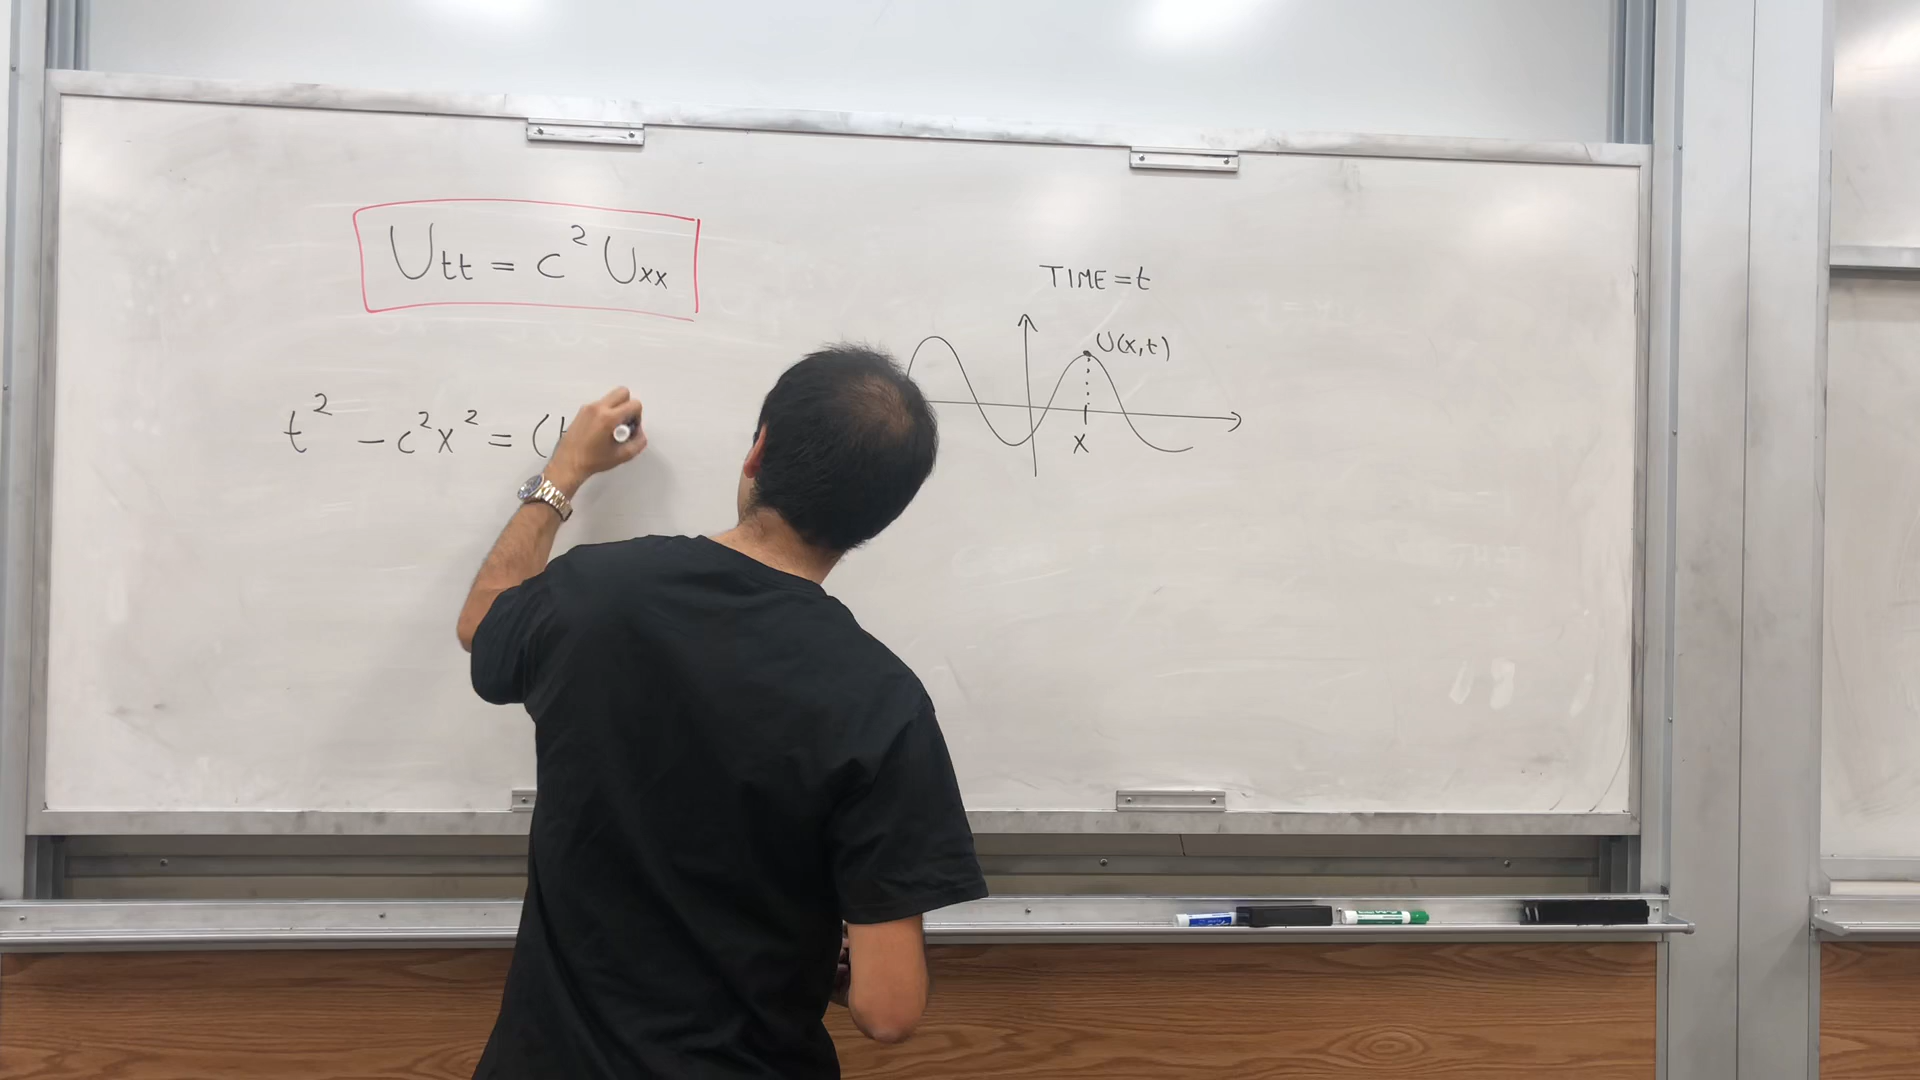 Utt = c² Uxx
TIME = t
U(x,t)
t² - c²x² = (t
x